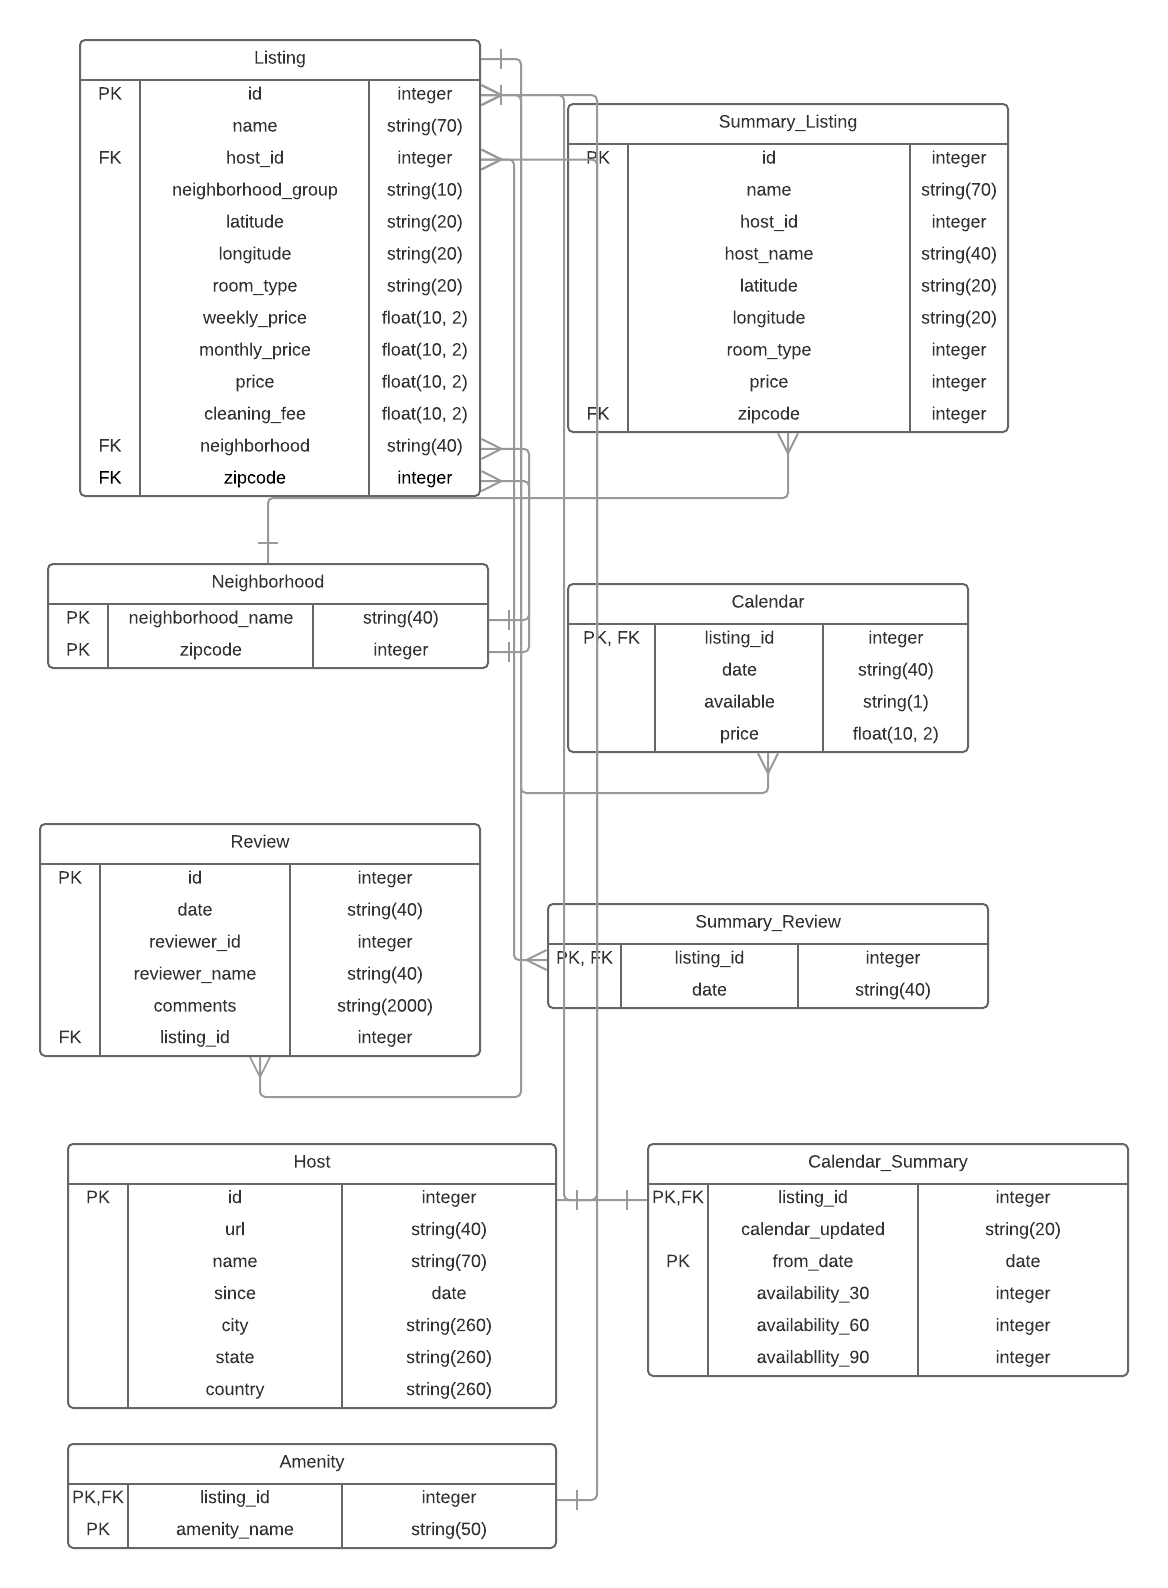 Listing
PK id integer
name string(70)
FK host_id integer
neighborhood_group string(10)
latitude string(20)
longitude string(20)
room_type string(20)
weekly_price float(10, 2)
monthly_price float(10, 2)
price float(10, 2)
cleaning_fee float(10, 2)
FK neighborhood string(40)
FK zipcode integer
Summary_Listing
PK id integer
name string(70)
host_id integer
host_name string(40)
latitude string(20)
longitude string(20)
room_type integer
price integer
FK zipcode integer
Neighborhood
PK neighborhood_name string(40)
PK zipcode integer
Calendar
PK, FK listing_id integer
date string(40)
available string(1)
price float(10, 2)
Review
PK id integer
date string(40)
reviewer_id integer
reviewer_name string(40)
comments string(2000)
FK listing_id integer
Summary_Review
PK, FK listing_id integer
date string(40)
Host
PK id integer
url string(40)
name string(70)
since date
city string(260)
state string(260)
country string(260)
Calendar_Summary
PK,FK listing_id integer
calendar_updated string(20)
PK from_date date
availability_30 integer
availability_60 integer
availabllity_90 integer
Amenity
PK,FK listing_id integer
PK amenity_name string(50)